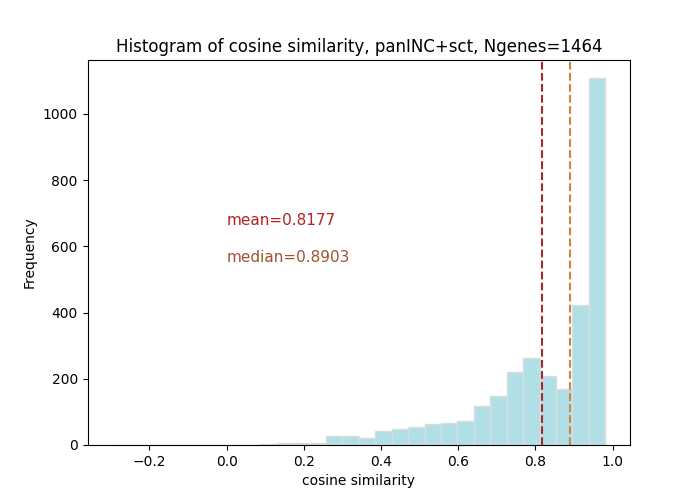 Histogram of cosine similarity, panINC+sct, Ngenes=1464
Frequency
1000
800
600
400
200
0
mean=0.8177
median=0.8903
−0.2 0.0 0.2 0.4 0.6 0.8 1.0
cosine similarity